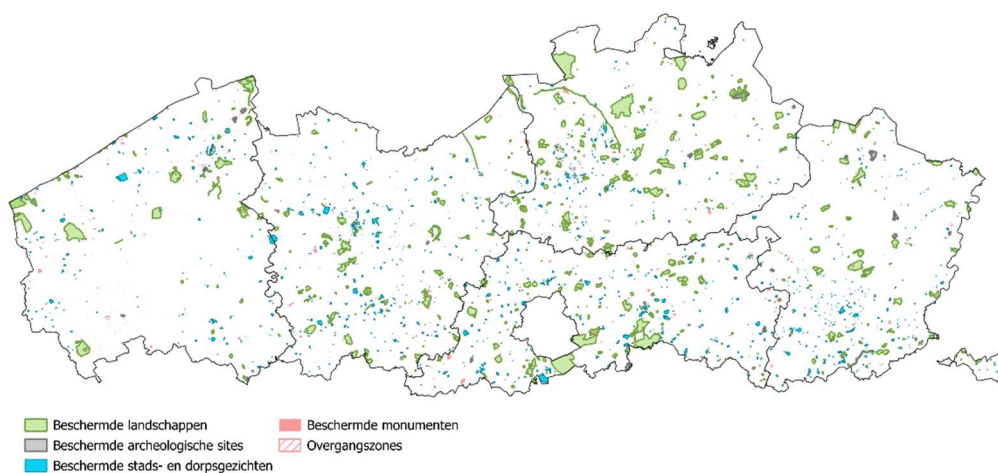 Beschermde landschappen
Beschermde archeologische sites
Beschermde stads- en dorpsgezichten
Beschermde monumenten
Overgangszones